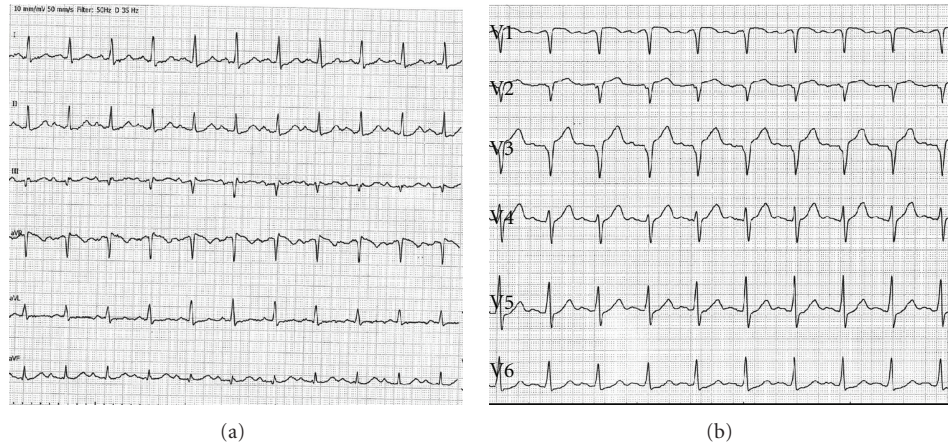 10 mm/mV 50 mm/s Filter: 50Hz D 35 Hz
I
II
III
aVR
aVL
aVF
V1
V2
V3
V4
V5
V6
(a)
(b)